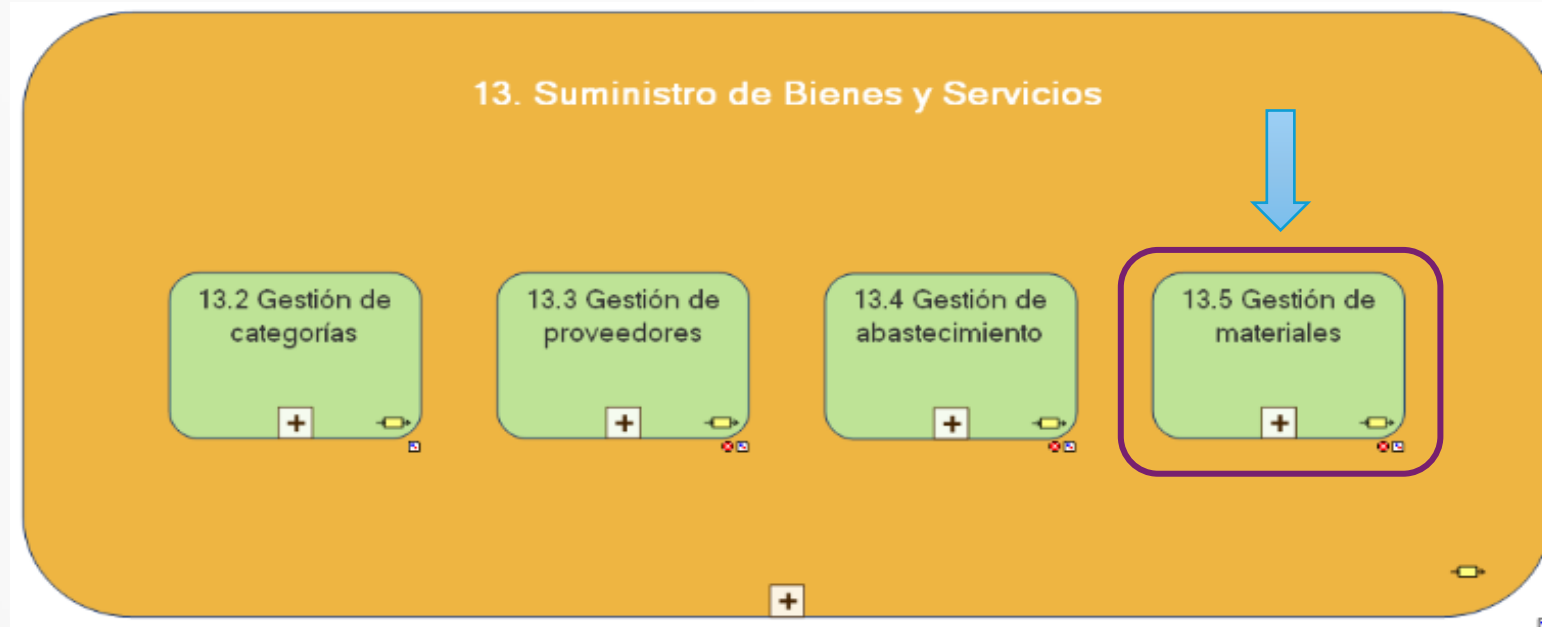 13. Suministro de Bienes y Servicios
13.2 Gestión de
categorías
13.3 Gestión de
proveedores
13.4 Gestión de
abastecimiento
13.5 Gestión de
materiales